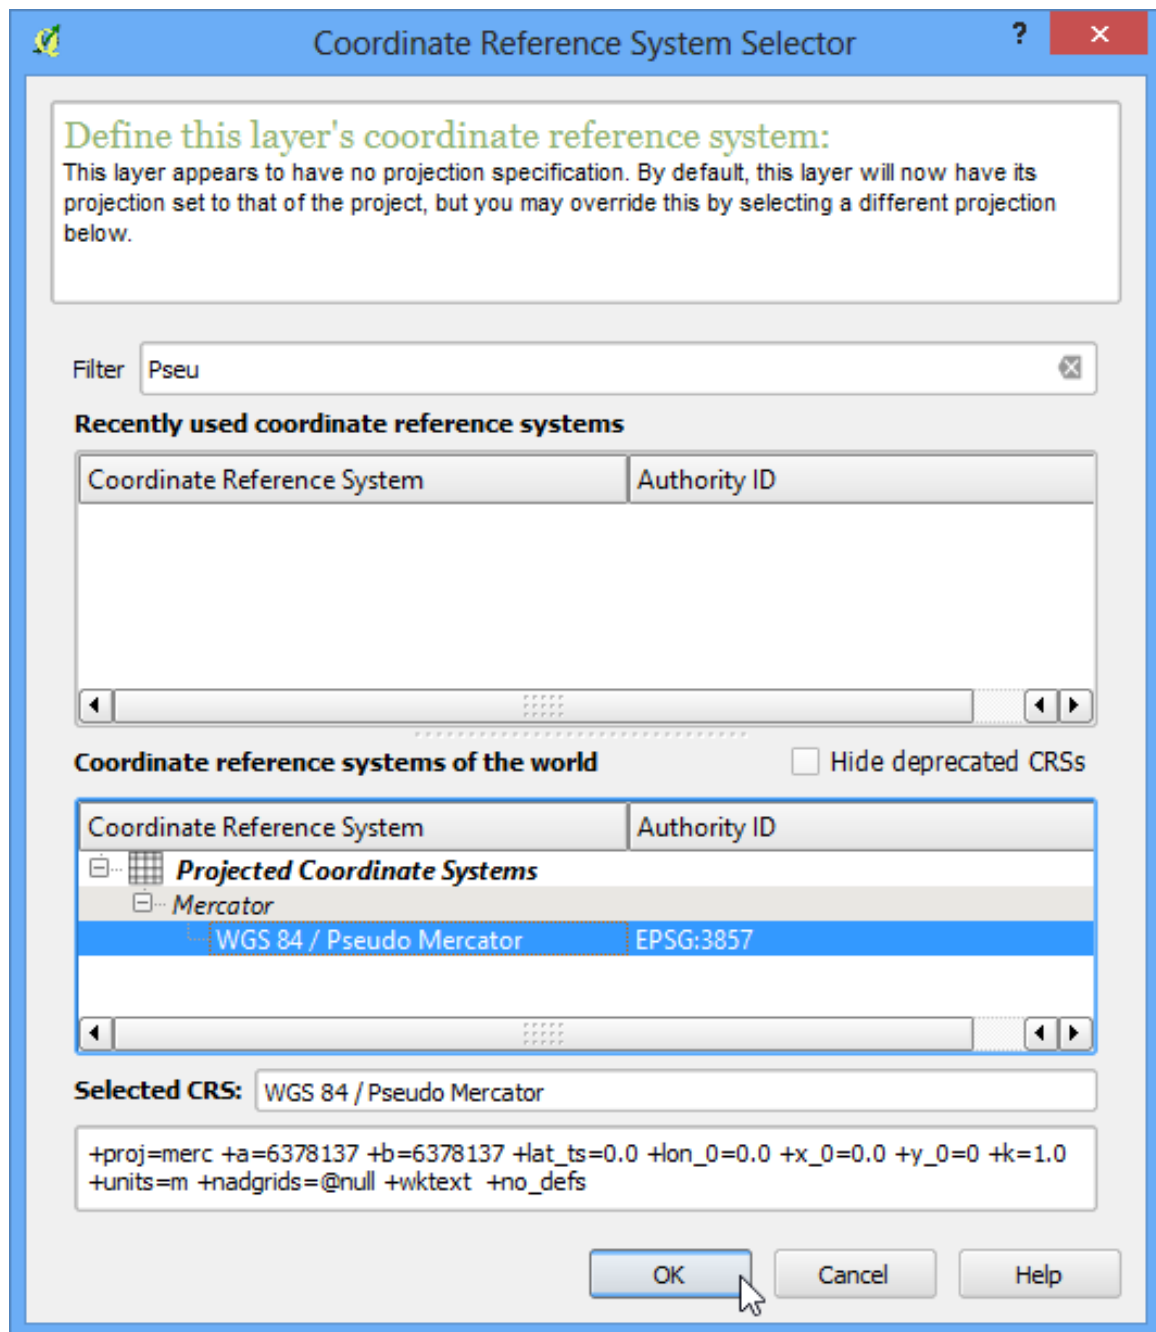 Coordinate Reference System Selector
?
Define this layer's coordinate reference system:
This layer appears to have no projection specification. By default, this layer will now have its
projection set to that of the project, but you may override this by selecting a different projection
below.
Filter Pseu
Recently used coordinate reference systems
Coordinate Reference System Authority ID
Coordinate reference systems of the world Hide deprecated CRSs
Coordinate Reference System Authority ID
Projected Coordinate Systems
Mercator
WGS 84 / Pseudo Mercator EPSG:3857
Selected CRS: WGS 84 / Pseudo Mercator
+proj=merc +a=6378137 +b=6378137 +lat_ts=0.0 +lon_0=0.0 +x_0=0.0 +y_0=0 +k=1.0
+units=m +nadgrids=@null +wktext  +no_defs
OK Cancel Help